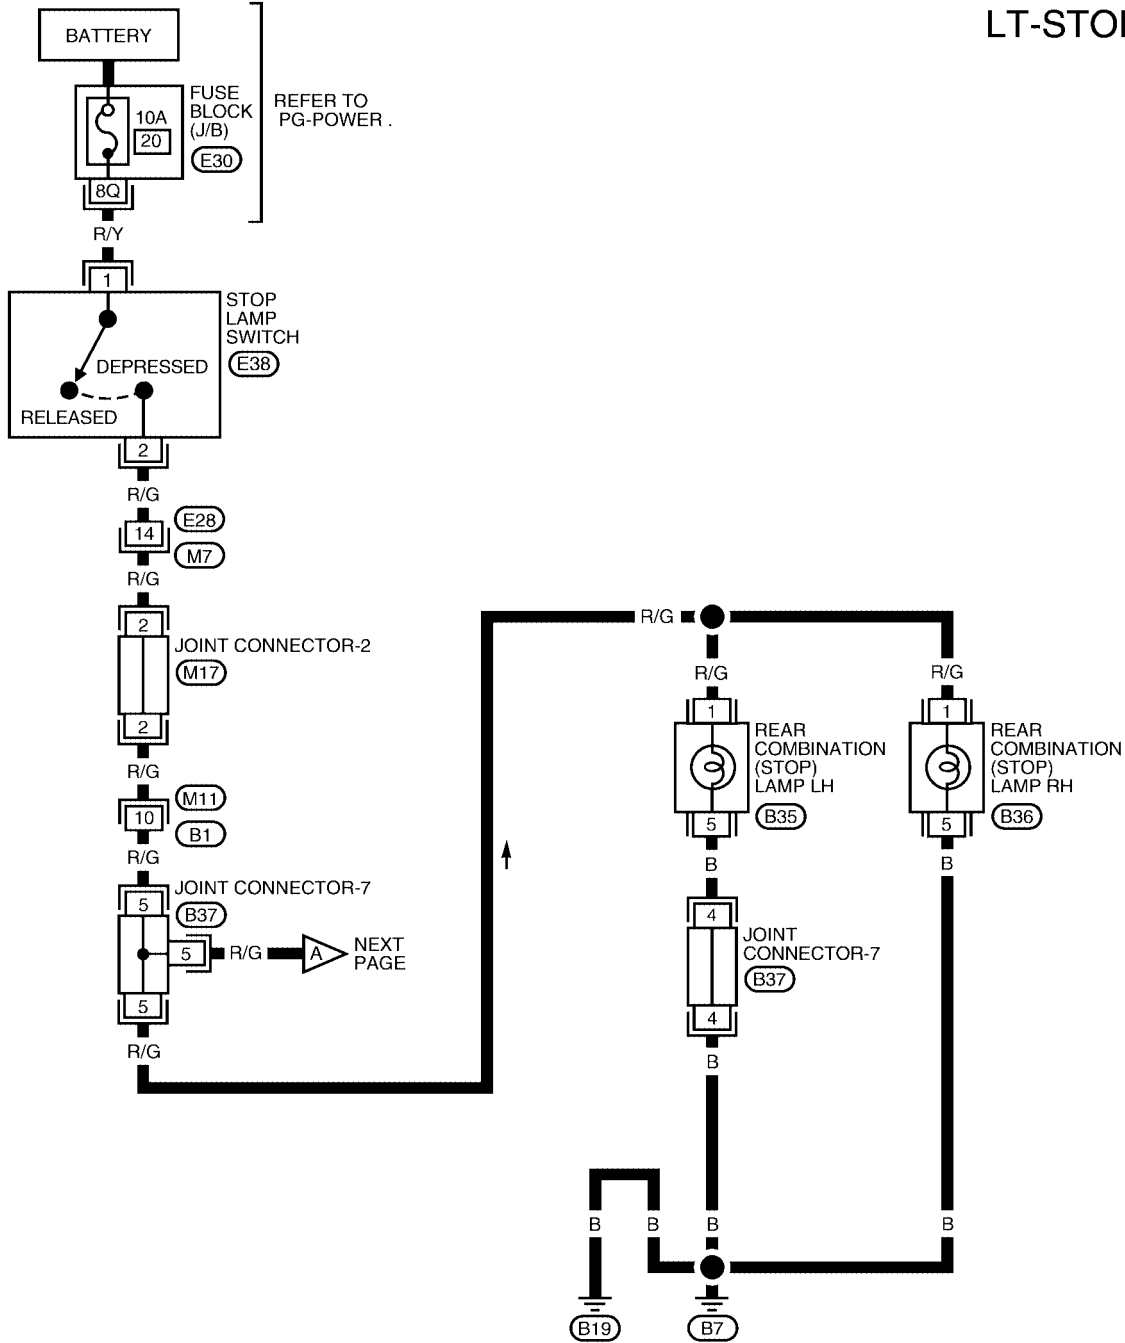 LT-STOI
BATTERY
FUSE
BLOCK
(J/B)
E30
10A
20
REFER TO
PG-POWER .
8Q
R/Y
1
STOP
LAMP
SWITCH
E38
DEPRESSED
RELEASED
2
R/G
14
E28
M7
R/G
2
JOINT CONNECTOR-2
M17
2
R/G
10
M11
B1
R/G
5
JOINT CONNECTOR-7
B37
5
R/G
A
NEXT
PAGE
5
R/G
R/G
R/G
1
REAR
COMBINATION
(STOP)
LAMP LH
B35
5
B
4
JOINT
CONNECTOR-7
B37
4
B
R/G
1
REAR
COMBINATION
(STOP)
LAMP RH
B36
5
B
B
B
B
B
B19
B7